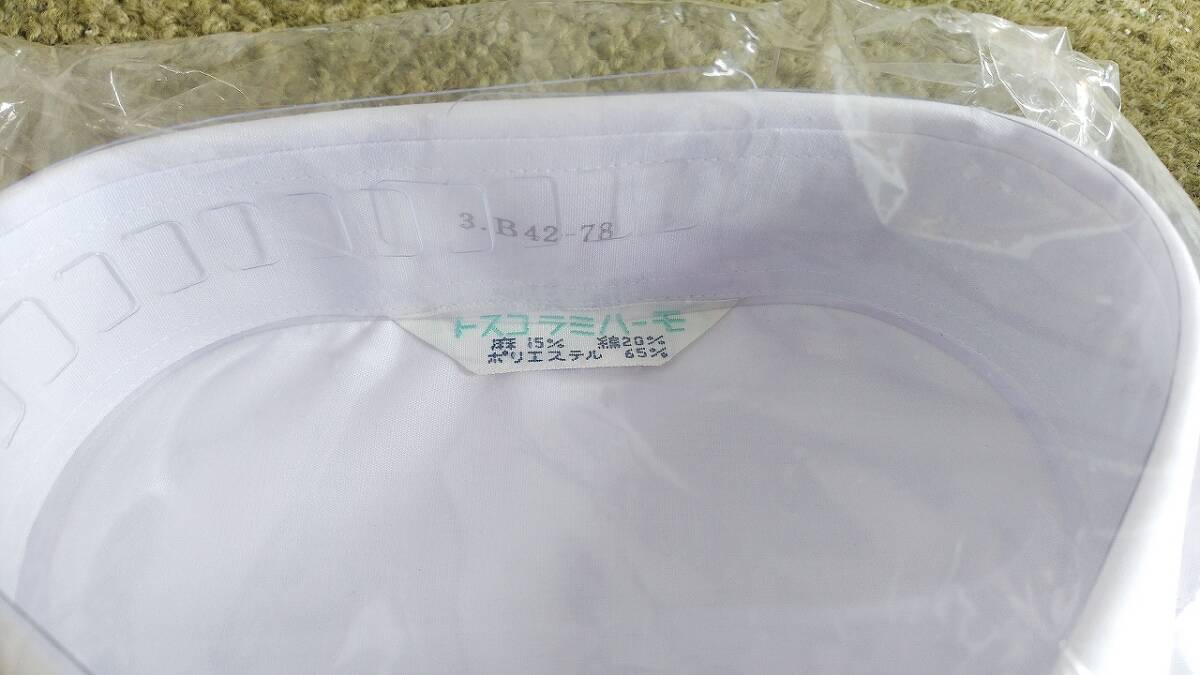 3.B42-78
トスコ-ラミハーモ
麻 15% 綿20%
ポリエステル 65%